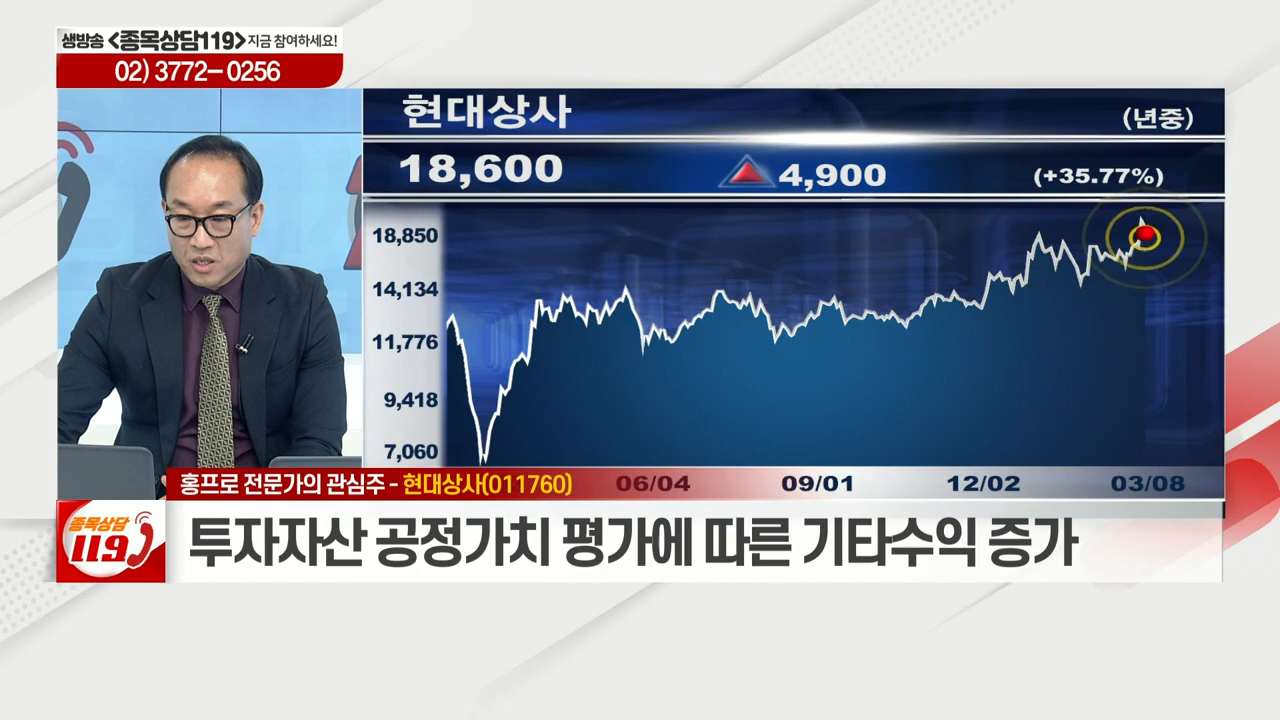 생방송 <종목상담119> 지금 참여하세요!
02) 3772-0256
현대상사
(년중)
18,600 4,900 (+35.77%)
18,850
14,134
11,776
9,418
7,060
06/04 09/01 12/02 03/08
홍프로 전문가의 관심주 - 현대상사(011760)
종목상담
119
투자자산 공정가치 평가에 따른 기타수익 증가